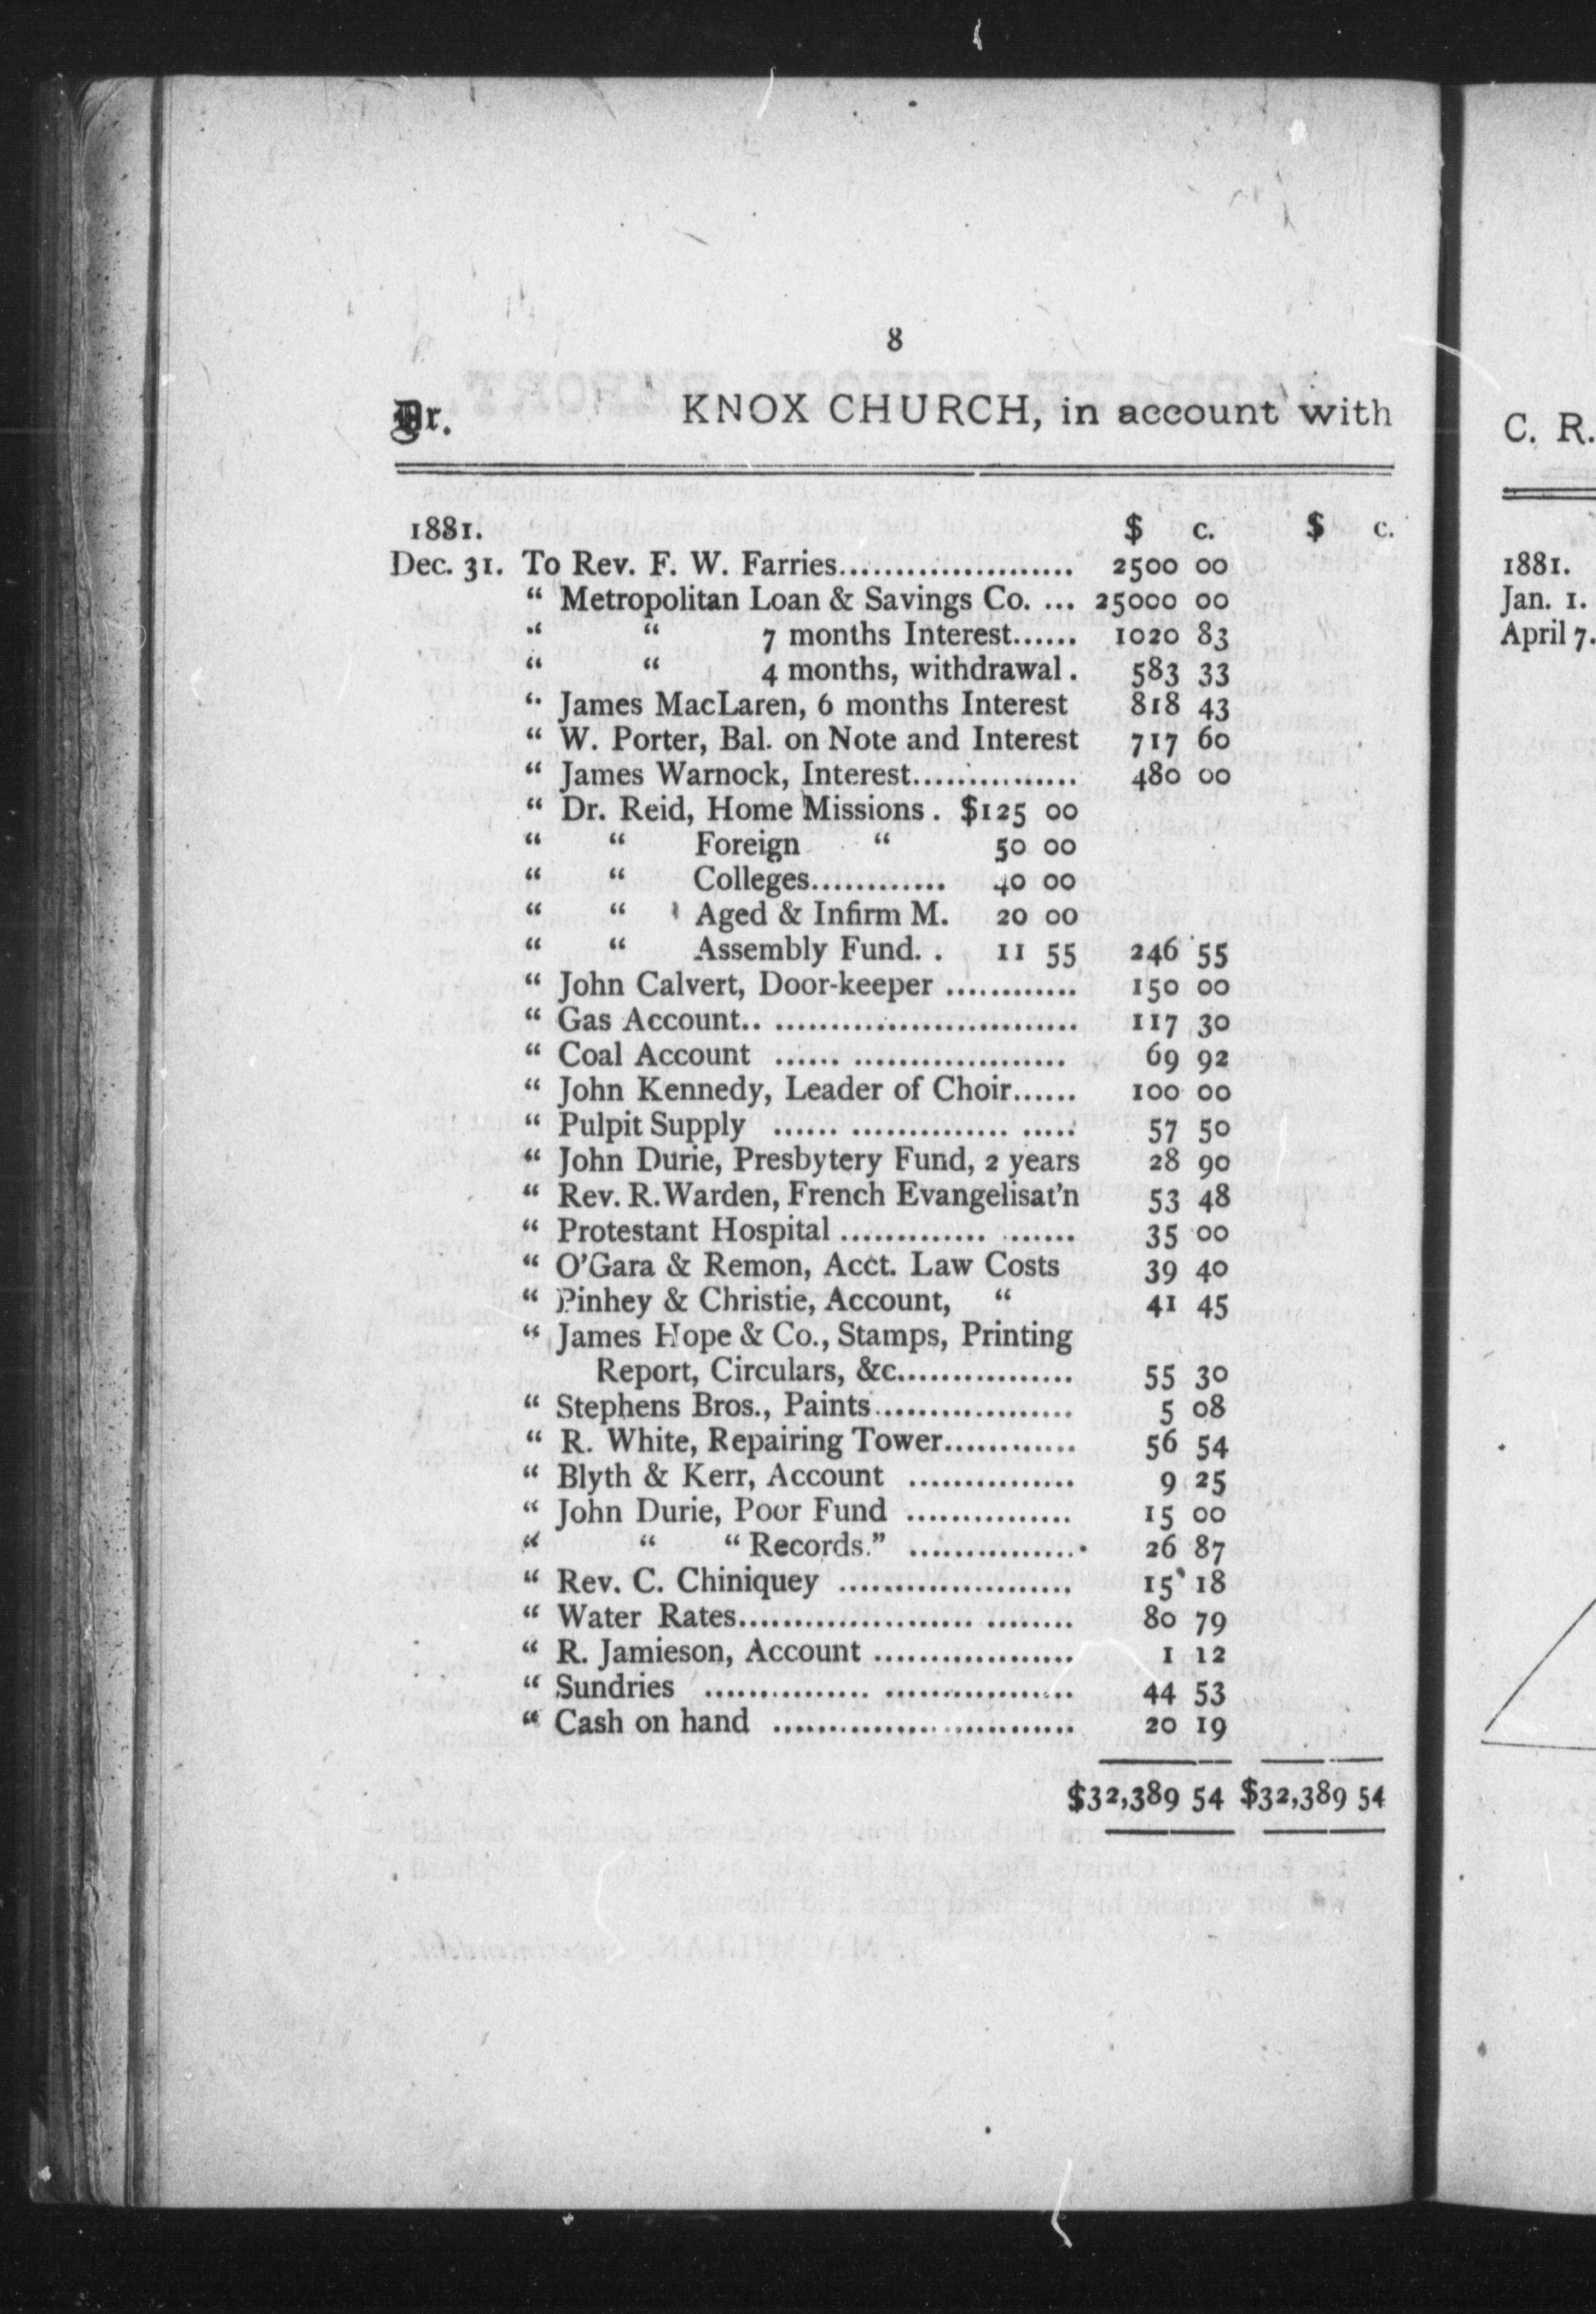 8
Dr. KNOX CHURCH, in account with
1881. $ c. $ c.
Dec. 31. To Rev. F. W. Farries..................... 2500 00
“ Metropolitan Loan & Savings Co. ... 25000 00
“ “ 7 months Interest...... 1020 83
“ “ 4 months, withdrawal. 583 33
“ James MacLaren, 6 months Interest 818 43
“ W. Porter, Bal. on Note and Interest 717 60
“ James Warnock, Interest............... 480 00
“ Dr. Reid, Home Missions. $125 00
“ “ Foreign “ 50 00
“ “ Colleges............ 40 00
“ “ Aged & Infirm M. 20 00
“ “ Assembly Fund. . 11 55 246 55
“ John Calvert, Door-keeper ............ 150 00
“ Gas Account.. ........................... 117 30
“ Coal Account ...... ................... 69 92
“ John Kennedy, Leader of Choir...... 100 00
“ Pulpit Supply ...... .............. ..... 57 50
“ John Durie, Presbytery Fund, 2 years 28 90
“ Rev. R. Warden, French Evangelisat'n 53 48
“ Protestant Hospital ............. ....... 35 00
“ O'Gara & Remon, Acct. Law Costs 39 40
“ Pinhey & Christie, Account, “ 41 45
“ James Hope & Co., Stamps, Printing
Report, Circulars, &c................ 55 30
“ Stephens Bros., Paints.................. 5 08
“ R. White, Repairing Tower............ 56 54
“ Blyth & Kerr, Account ............... 9 25
“ John Durie, Poor Fund ............... 15 00
“ “ “Records.” ................ 26 87
“ Rev. C. Chiniquey ..................... 15 18
“ Water Rates..................... ........ 80 79
“ R. Jamieson, Account .................. 1 12
“ Sundries ............... ................. 44 53
“ Cash on hand ........................... 20 19
$32,389 54 $32,389 54
C. R.
1881.
Jan. 1.
April 7.